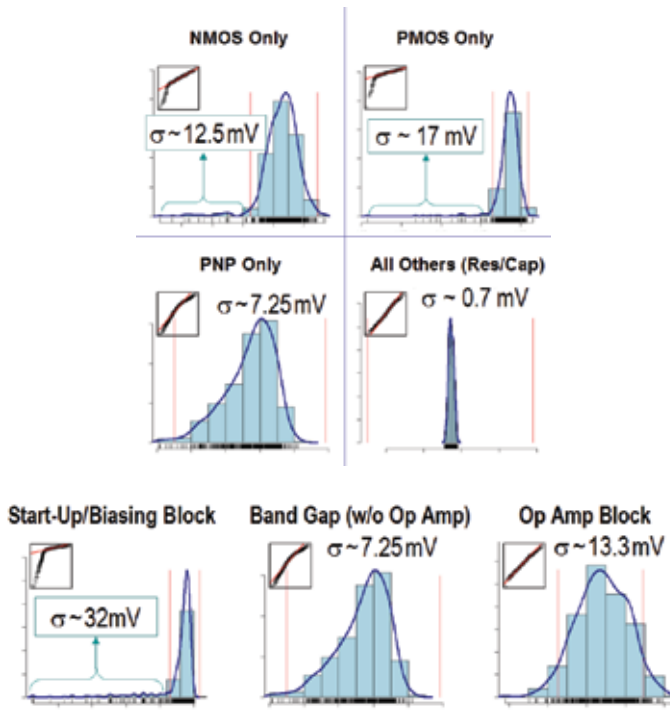 NMOS Only
PMOS Only
σ~12.5mV
σ ~ 17 mV
PNP Only
All Others (Res/Cap)
σ~7.25mV
σ ~ 0.7 mV
Start-Up/Biasing Block
Band Gap (w/o Op Amp)
Op Amp Block
σ~7.25mV
σ~13.3mV
σ~32mV